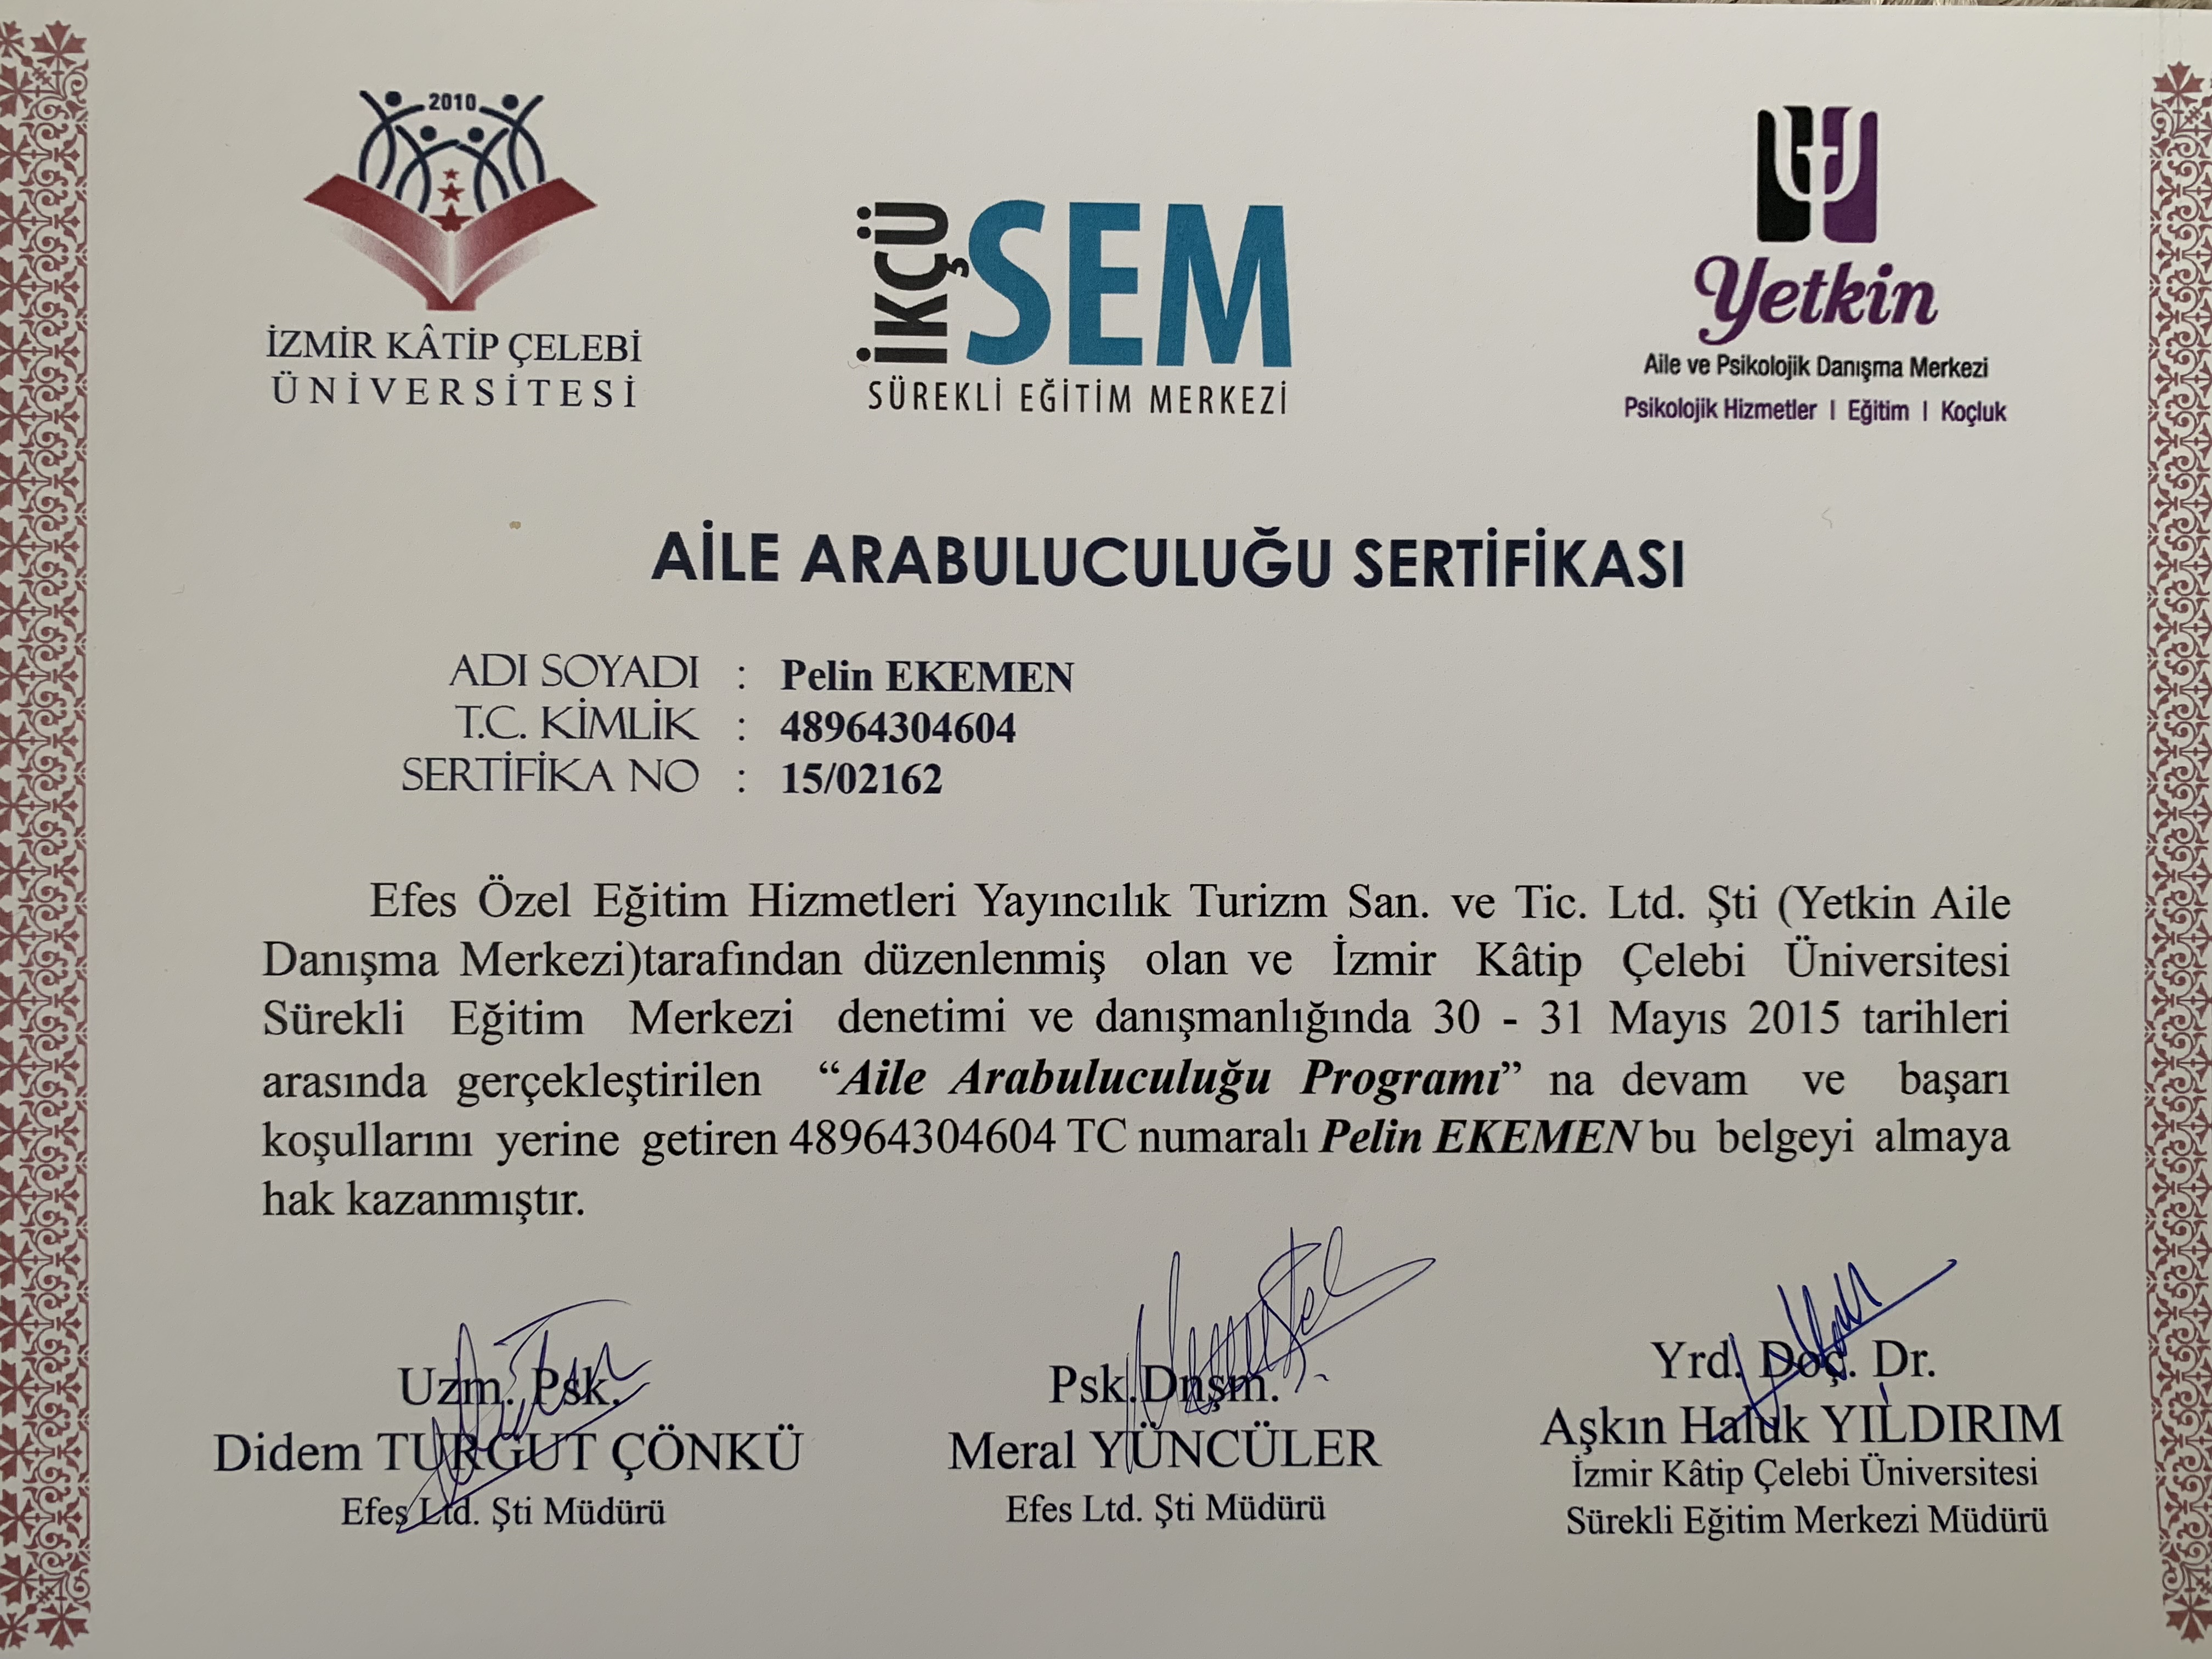 2010
İZMİR KÂTİP ÇELEBİ
ÜNİVERSİTESİ
İKÇÜ SEM
SÜREKLİ EĞİTİM MERKEZİ
Yetkin
Aile ve Psikolojik Danışma Merkezi
Psikolojik Hizmetler | Eğitim | Koçluk
AİLE ARABULUCULUĞU SERTİFİKASI
ADI SOYADI : Pelin EKEMEN
T.C. KİMLİK : 48964304604
SERTİFİKA NO : 15/02162
Efes Özel Eğitim Hizmetleri Yayıncılık Turizm San. ve Tic. Ltd. Şti (Yetkin Aile
Danışma Merkezi)tarafından düzenlenmiş olan ve İzmir Kâtip Çelebi Üniversitesi
Sürekli Eğitim Merkezi denetimi ve danışmanlığında 30 - 31 Mayıs 2015 tarihleri
arasında gerçekleştirilen “Aile Arabuluculuğu Programı” na devam ve başarı
koşullarını yerine getiren 48964304604 TC numaralı Pelin EKEMEN bu belgeyi almaya
hak kazanmıştır.
Uzm. Psk.
Didem TURGUT ÇÖNKÜ
Efes Ltd. Şti Müdürü
Psk.Dnşm.
Meral YÜNCÜLER
Efes Ltd. Şti Müdürü
Yrd. Doç. Dr.
Aşkın Haluk YILDIRIM
İzmir Kâtip Çelebi Üniversitesi
Sürekli Eğitim Merkezi Müdürü